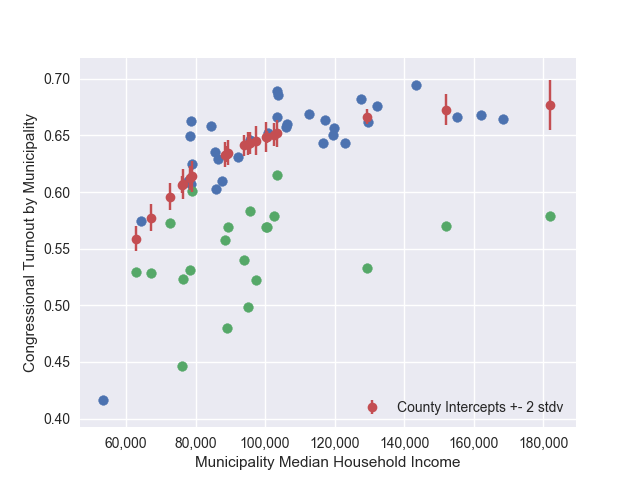 0.70
0.65
0.60
0.55
0.50
0.45
0.40
Congressional Turnout by Municipality
County Intercepts +- 2 stdv
60,000 80,000 100,000 120,000 140,000 160,000 180,000
Municipality Median Household Income